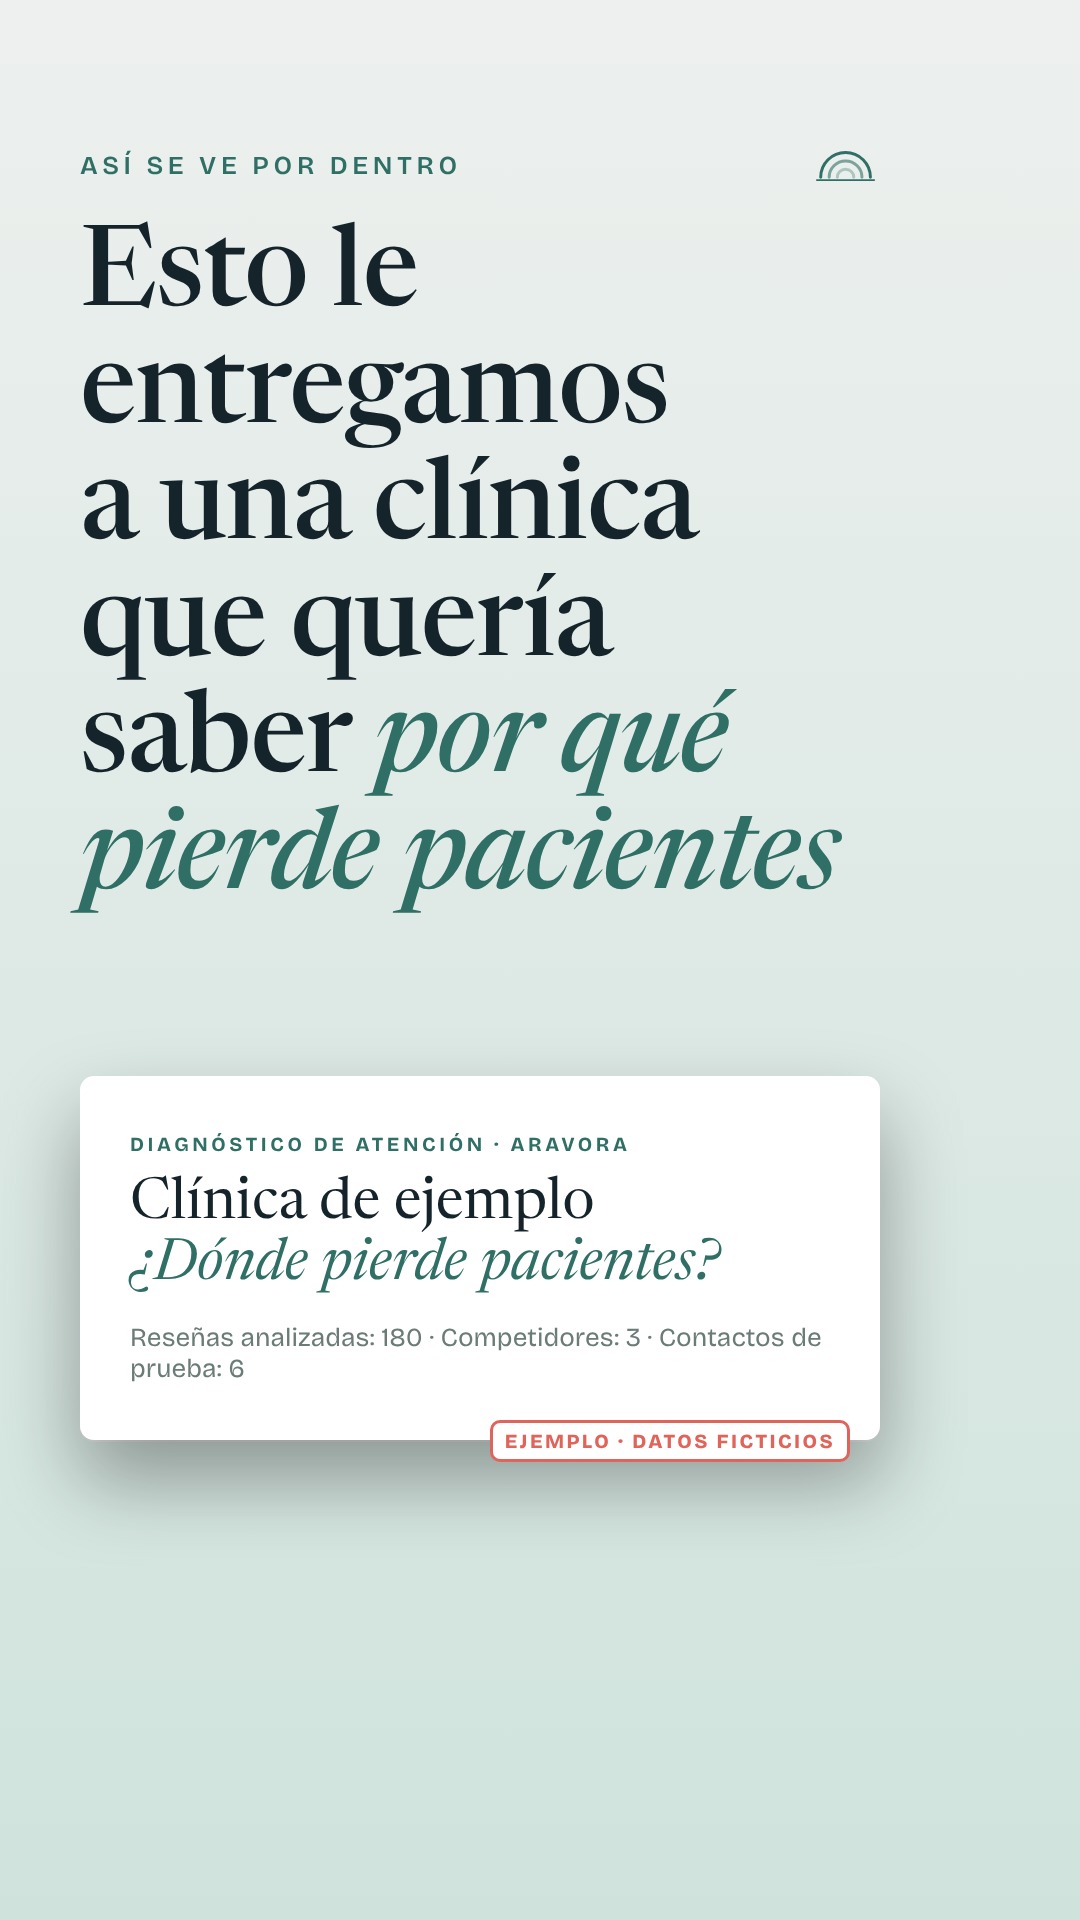 ASÍ SE VE POR DENTRO
Esto le
entregamos
a una clínica
que quería
saber por qué
pierde pacientes
DIAGNÓSTICO DE ATENCIÓN · ARAVORA
Clínica de ejemplo
¿Dónde pierde pacientes?
Reseñas analizadas: 180 · Competidores: 3 · Contactos de
prueba: 6
EJEMPLO · DATOS FICTICIOS